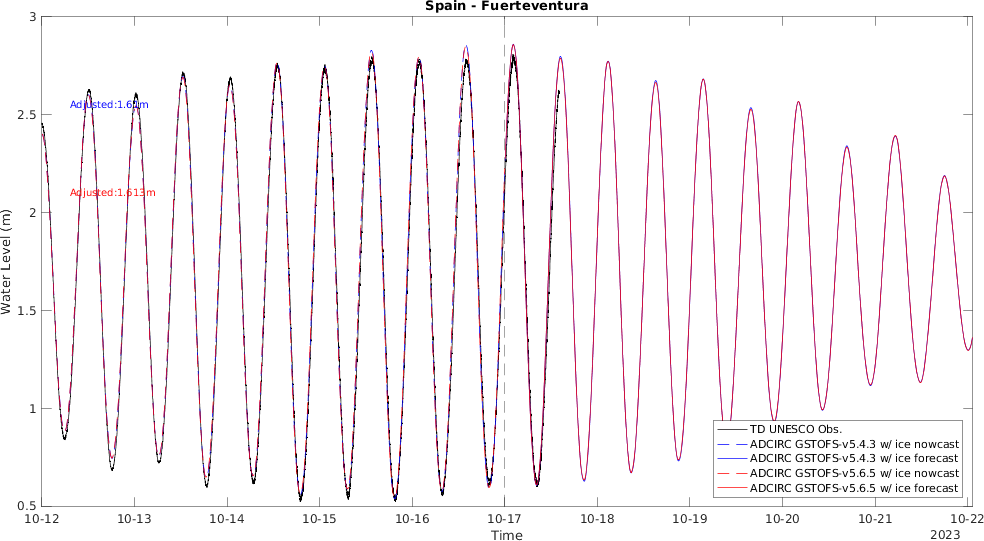 Spain - Fuerteventura
3
2.5
2
1.5
1
0.5
Water Level (m)
Adjusted:1.61m
Adjusted:1.613m
TD UNESCO Obs.
ADCIRC GSTOFS-v5.4.3 w/ ice nowcast
ADCIRC GSTOFS-v5.4.3 w/ ice forecast
ADCIRC GSTOFS-v5.6.5 w/ ice nowcast
ADCIRC GSTOFS-v5.6.5 w/ ice forecast
10-12 10-13 10-14 10-15 10-16 10-17 10-18 10-19 10-20 10-21 10-22
Time
2023